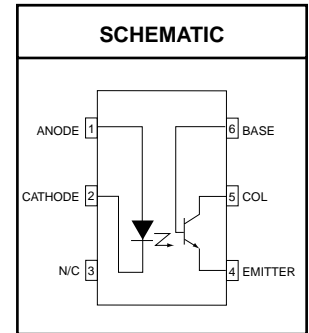 SCHEMATIC
ANODE 1
6 BASE
CATHODE 2
5 COL
N/C 3
4 EMITTER